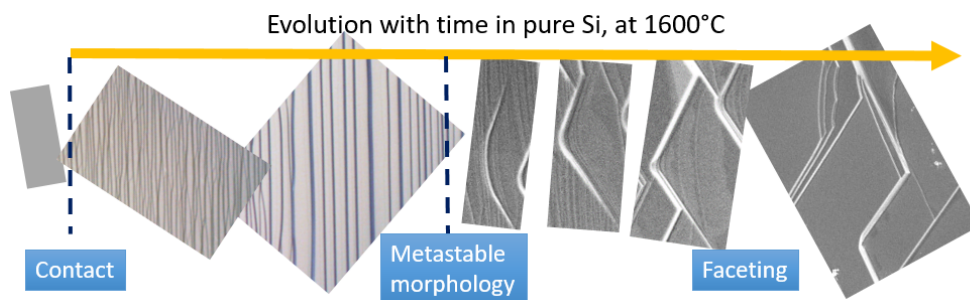 Evolution with time in pure Si, at 1600°C
Contact
Metastable
morphology
Faceting